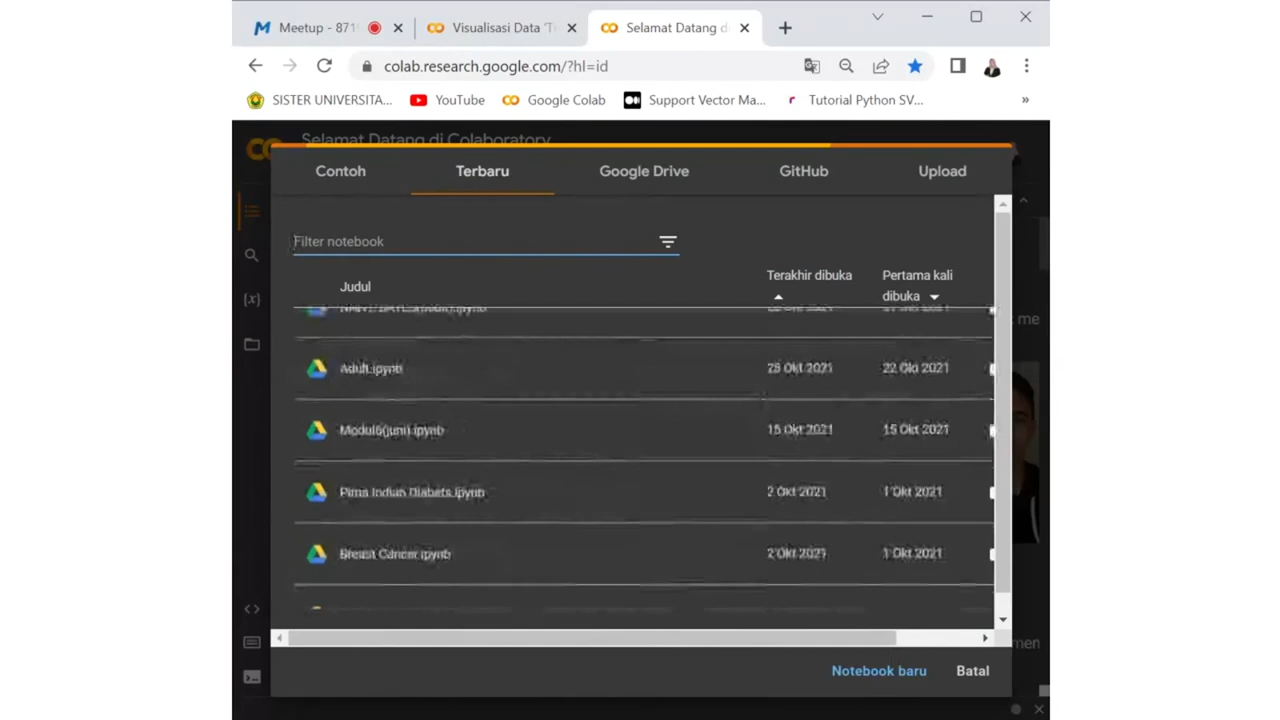 Meetup - 871
Visualisasi Data 'T
Selamat Datang d
colab.research.google.com/?hl=id
SISTER UNIVERSITA...
YouTube
Google Colab
Support Vector Ma...
Tutorial Python SV...
»
Selamat Datang di Colaboratory
Contoh
Terbaru
Google Drive
GitHub
Upload
Filter notebook
Judul
Terakhir dibuka
Pertama kali dibuka
me
Adult.ipynb
25 Okt 2021
22 Okt 2021
Modul6(juni).ipynb
15 Okt 2021
15 Okt 2021
Pima Indian Diabets.ipynb
2 Okt 2021
1 Okt 2021
Breast Cancer.ipynb
2 Okt 2021
1 Okt 2021
men
Notebook baru
Batal